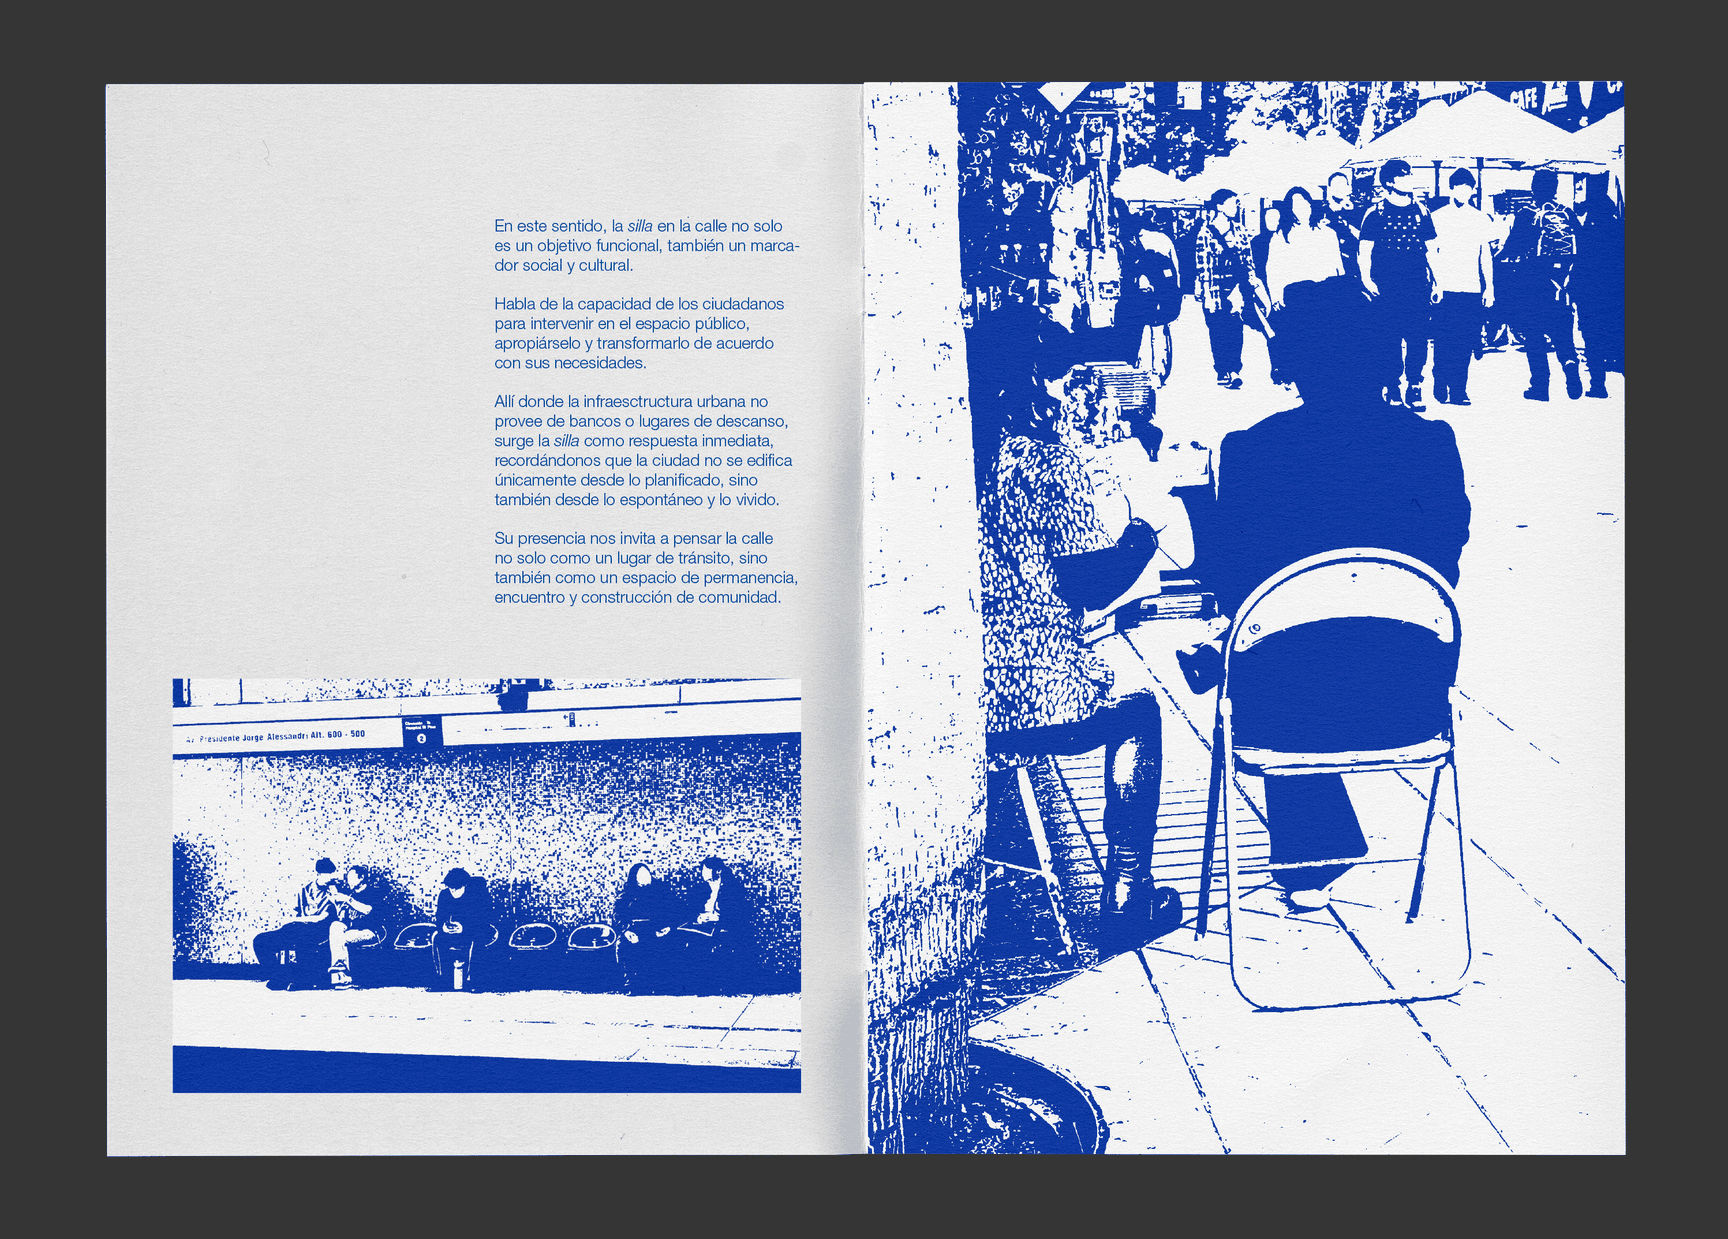 En este sentido, la silla en la calle no solo
es un objetivo funcional, también un marca-
dor social y cultural.
Habla de la capacidad de los ciudadanos
para intervenir en el espacio público,
apropiárselo y transformarlo de acuerdo
con sus necesidades.
Allí donde la infraesctructura urbana no
provee de bancos o lugares de descanso,
surge la silla como respuesta inmediata,
recordándonos que la ciudad no se edifica
únicamente desde lo planificado, sino
también desde lo espontáneo y lo vivido.
Su presencia nos invita a pensar la calle
no solo como un lugar de tránsito, sino
también como un espacio de permanencia,
encuentro y construcción de comunidad.
Av. Presidente Jorge Alessandri Alt. 600 - 500
2
CAFE